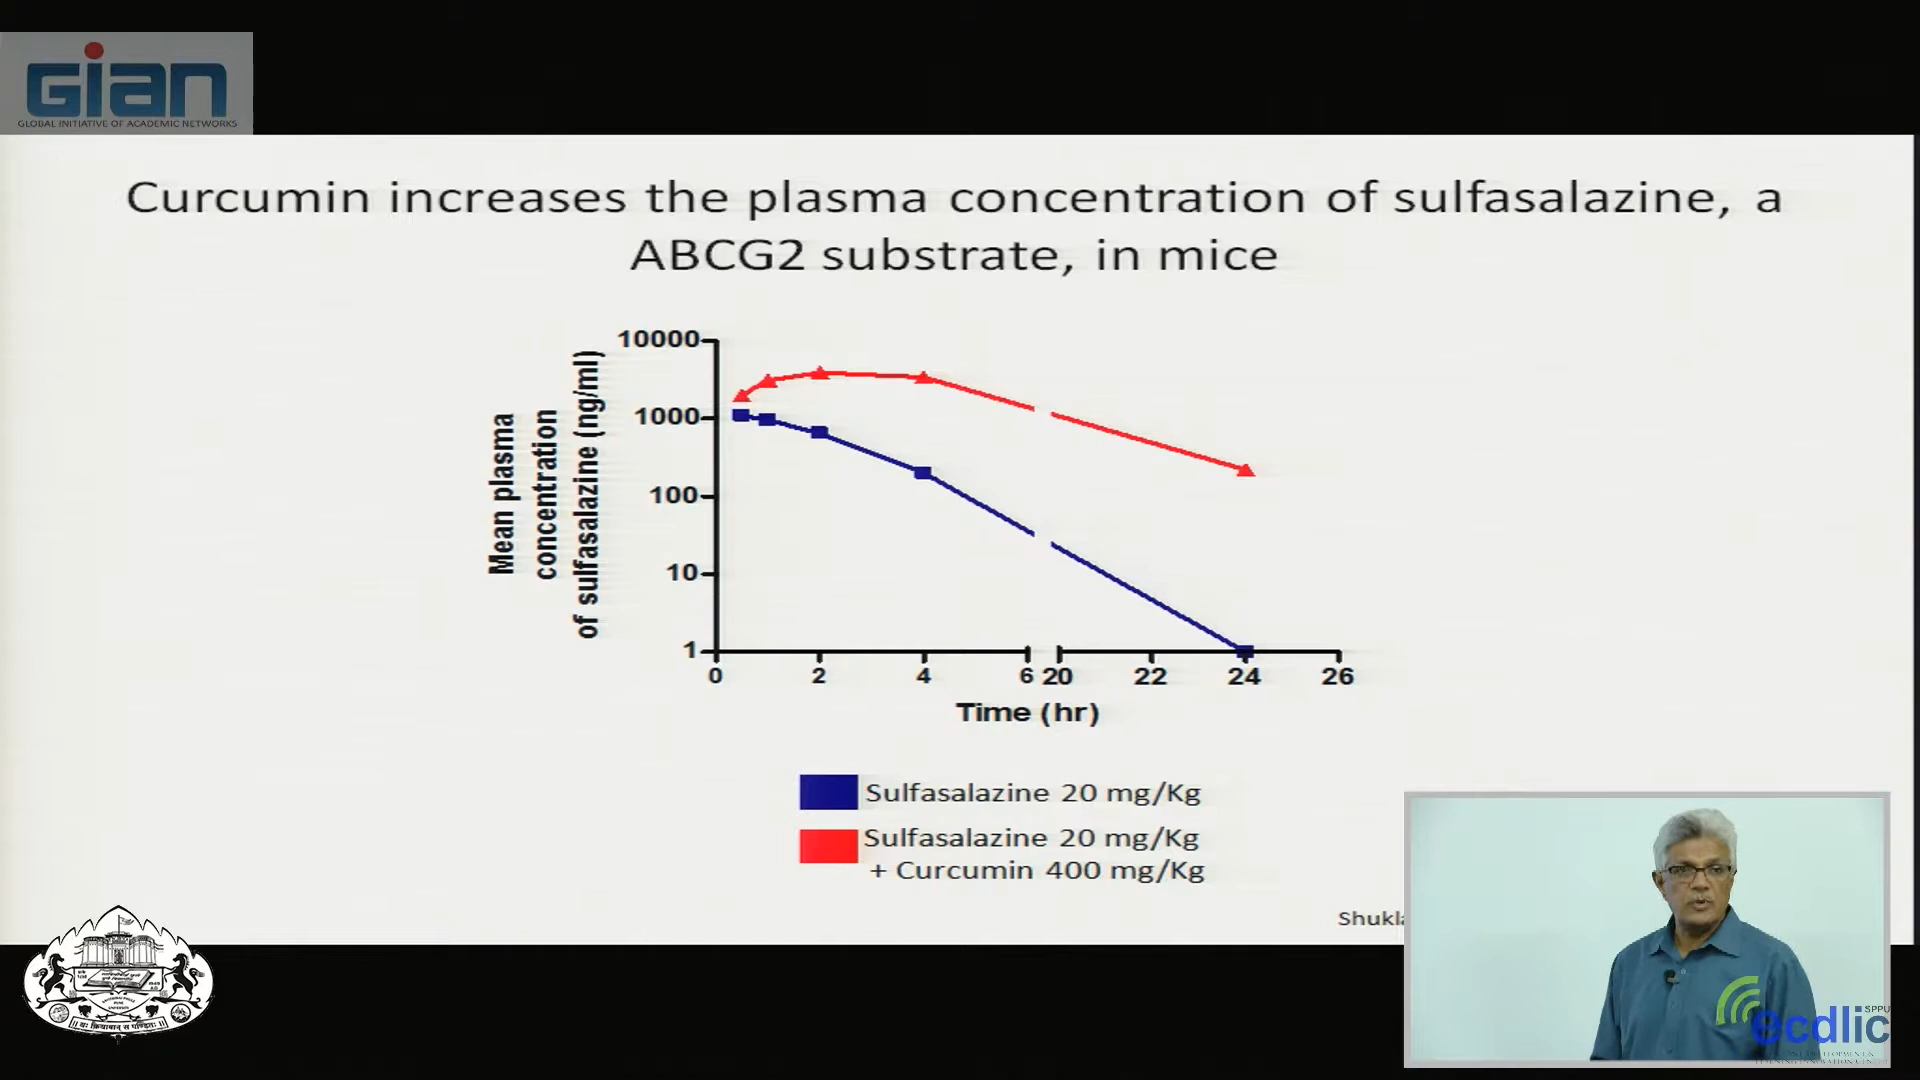 GIAN
GLOBAL INITIATIVE OF ACADEMIC NETWORKS
Curcumin increases the plasma concentration of sulfasalazine, a
ABCG2 substrate, in mice
Mean plasma
concentration
of sulfasalazine (ng/ml)
10000
1000
100
10
1
0 2 4 6 20 22 24 26
Time (hr)
Sulfasalazine 20 mg/Kg
Sulfasalazine 20 mg/Kg
+ Curcumin 400 mg/Kg
Shukla
SPPU
ecdlic